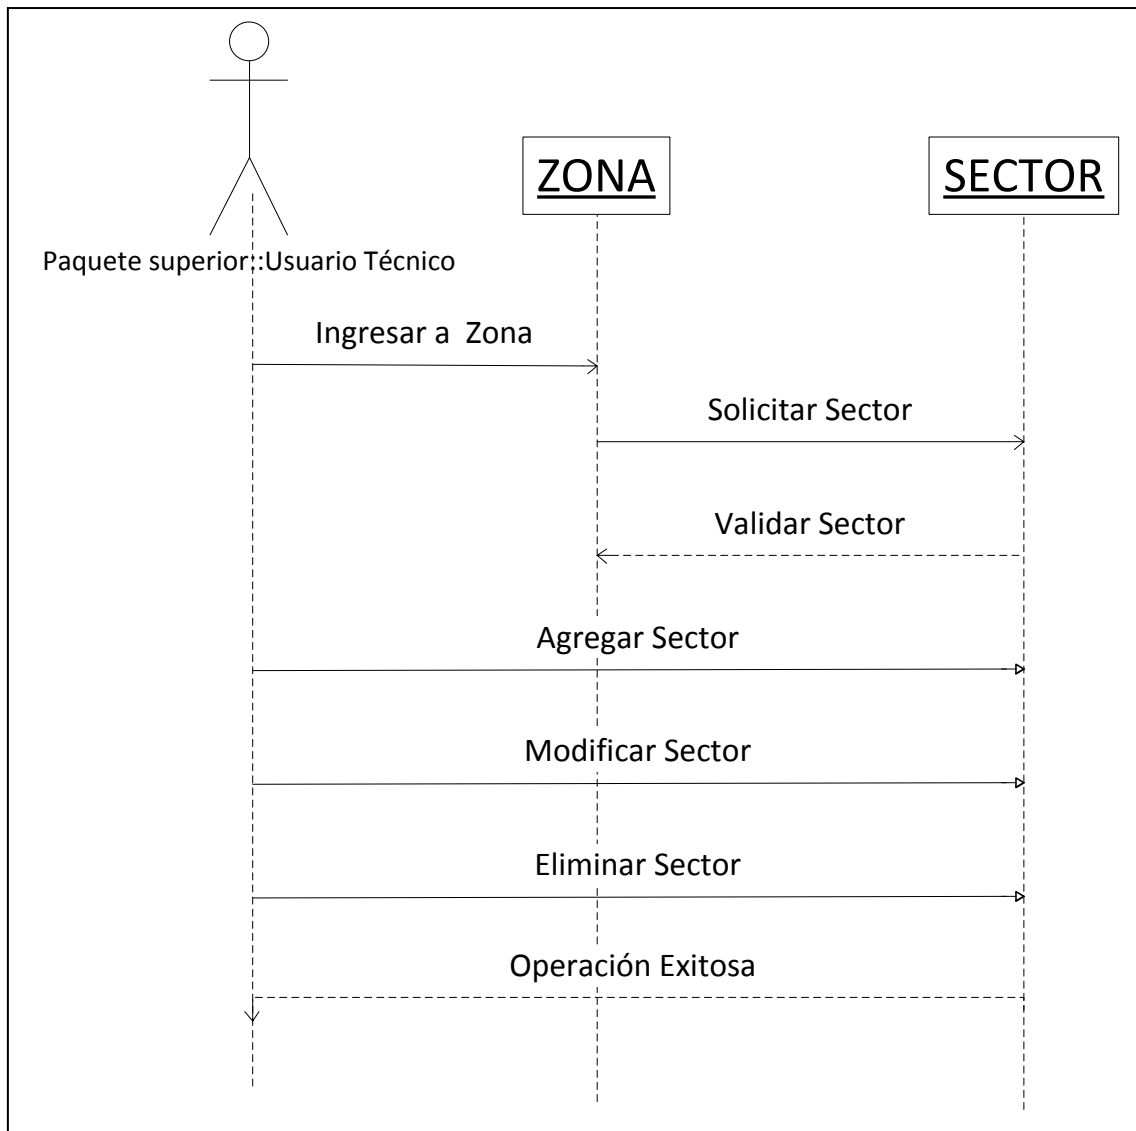 ZONA
SECTOR
Paquete superior::Usuario Técnico
Ingresar a Zona
Solicitar Sector
Validar Sector
Agregar Sector
Modificar Sector
Eliminar Sector
Operación Exitosa